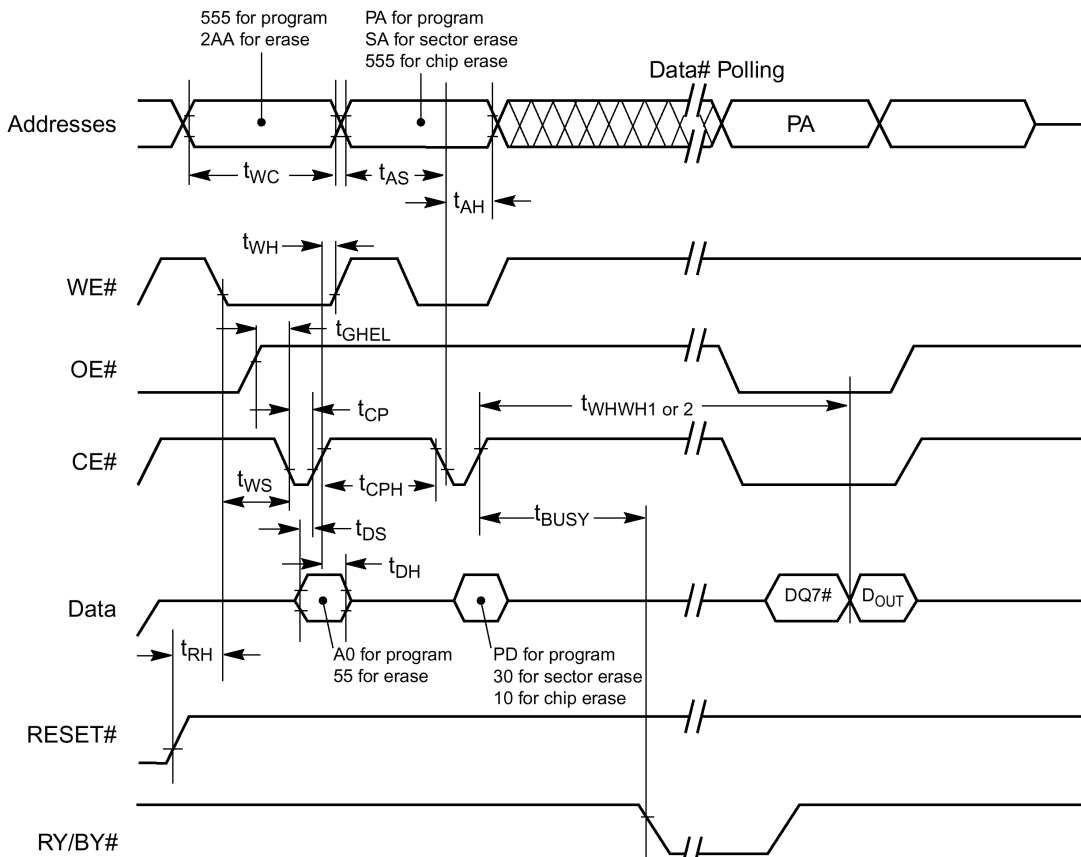 555 for program
2AA for erase
PA for program
SA for sector erase
555 for chip erase
Data# Polling
Addresses
PA
tWC
tAS
tAH
tWH
WE#
tGHEL
OE#
tCP
tWHWH1 or 2
CE#
tWS
tCPH
tDS
tBUSY
tDH
Data
DQ7#
DOUT
tRH
A0 for program
55 for erase
PD for program
30 for sector erase
10 for chip erase
RESET#
RY/BY#